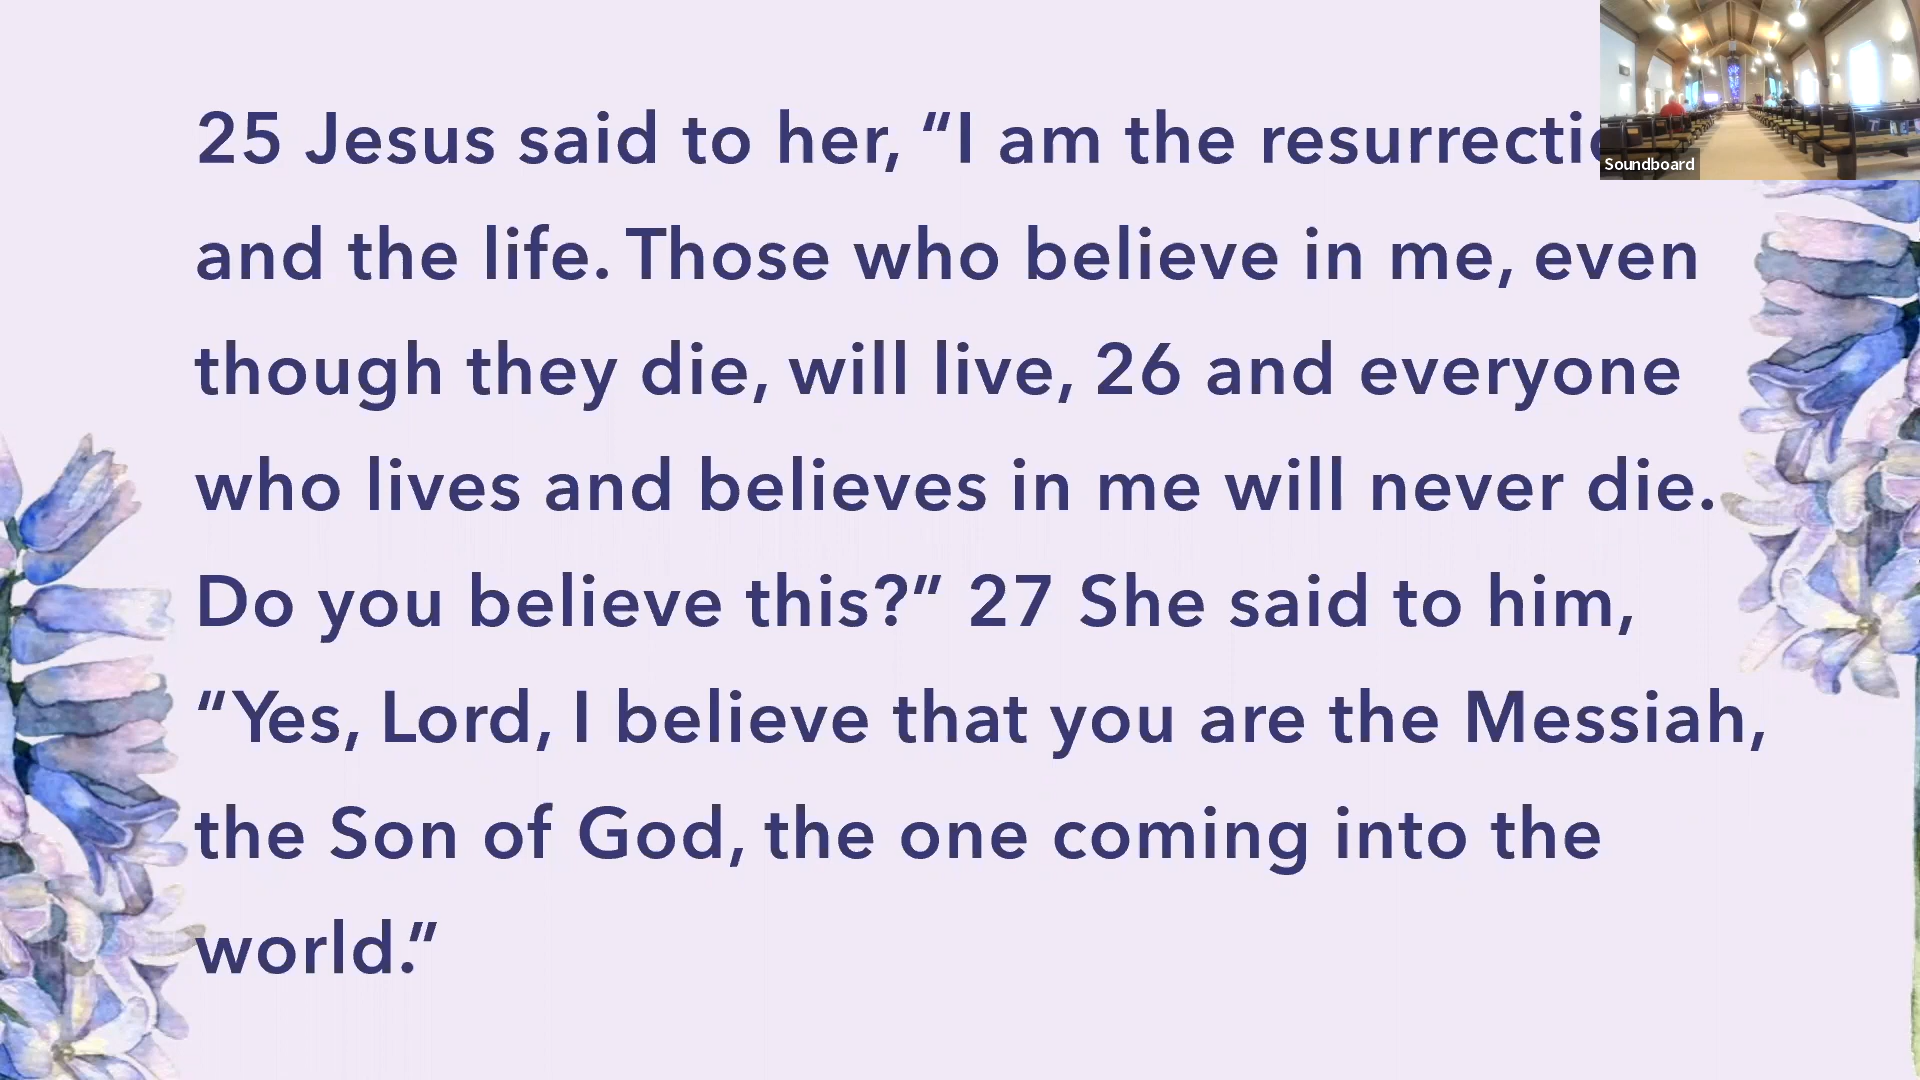 25 Jesus said to her, “I am the
Soundboard
and the life. Those who believe in me, even
though they die, will live, 26 and everyone
who lives and believes in me will never die.
Do you believe this?” 27 She said to him,
“Yes, Lord, I believe that you are the Messiah,
the Son of God, the one coming into the
world.”